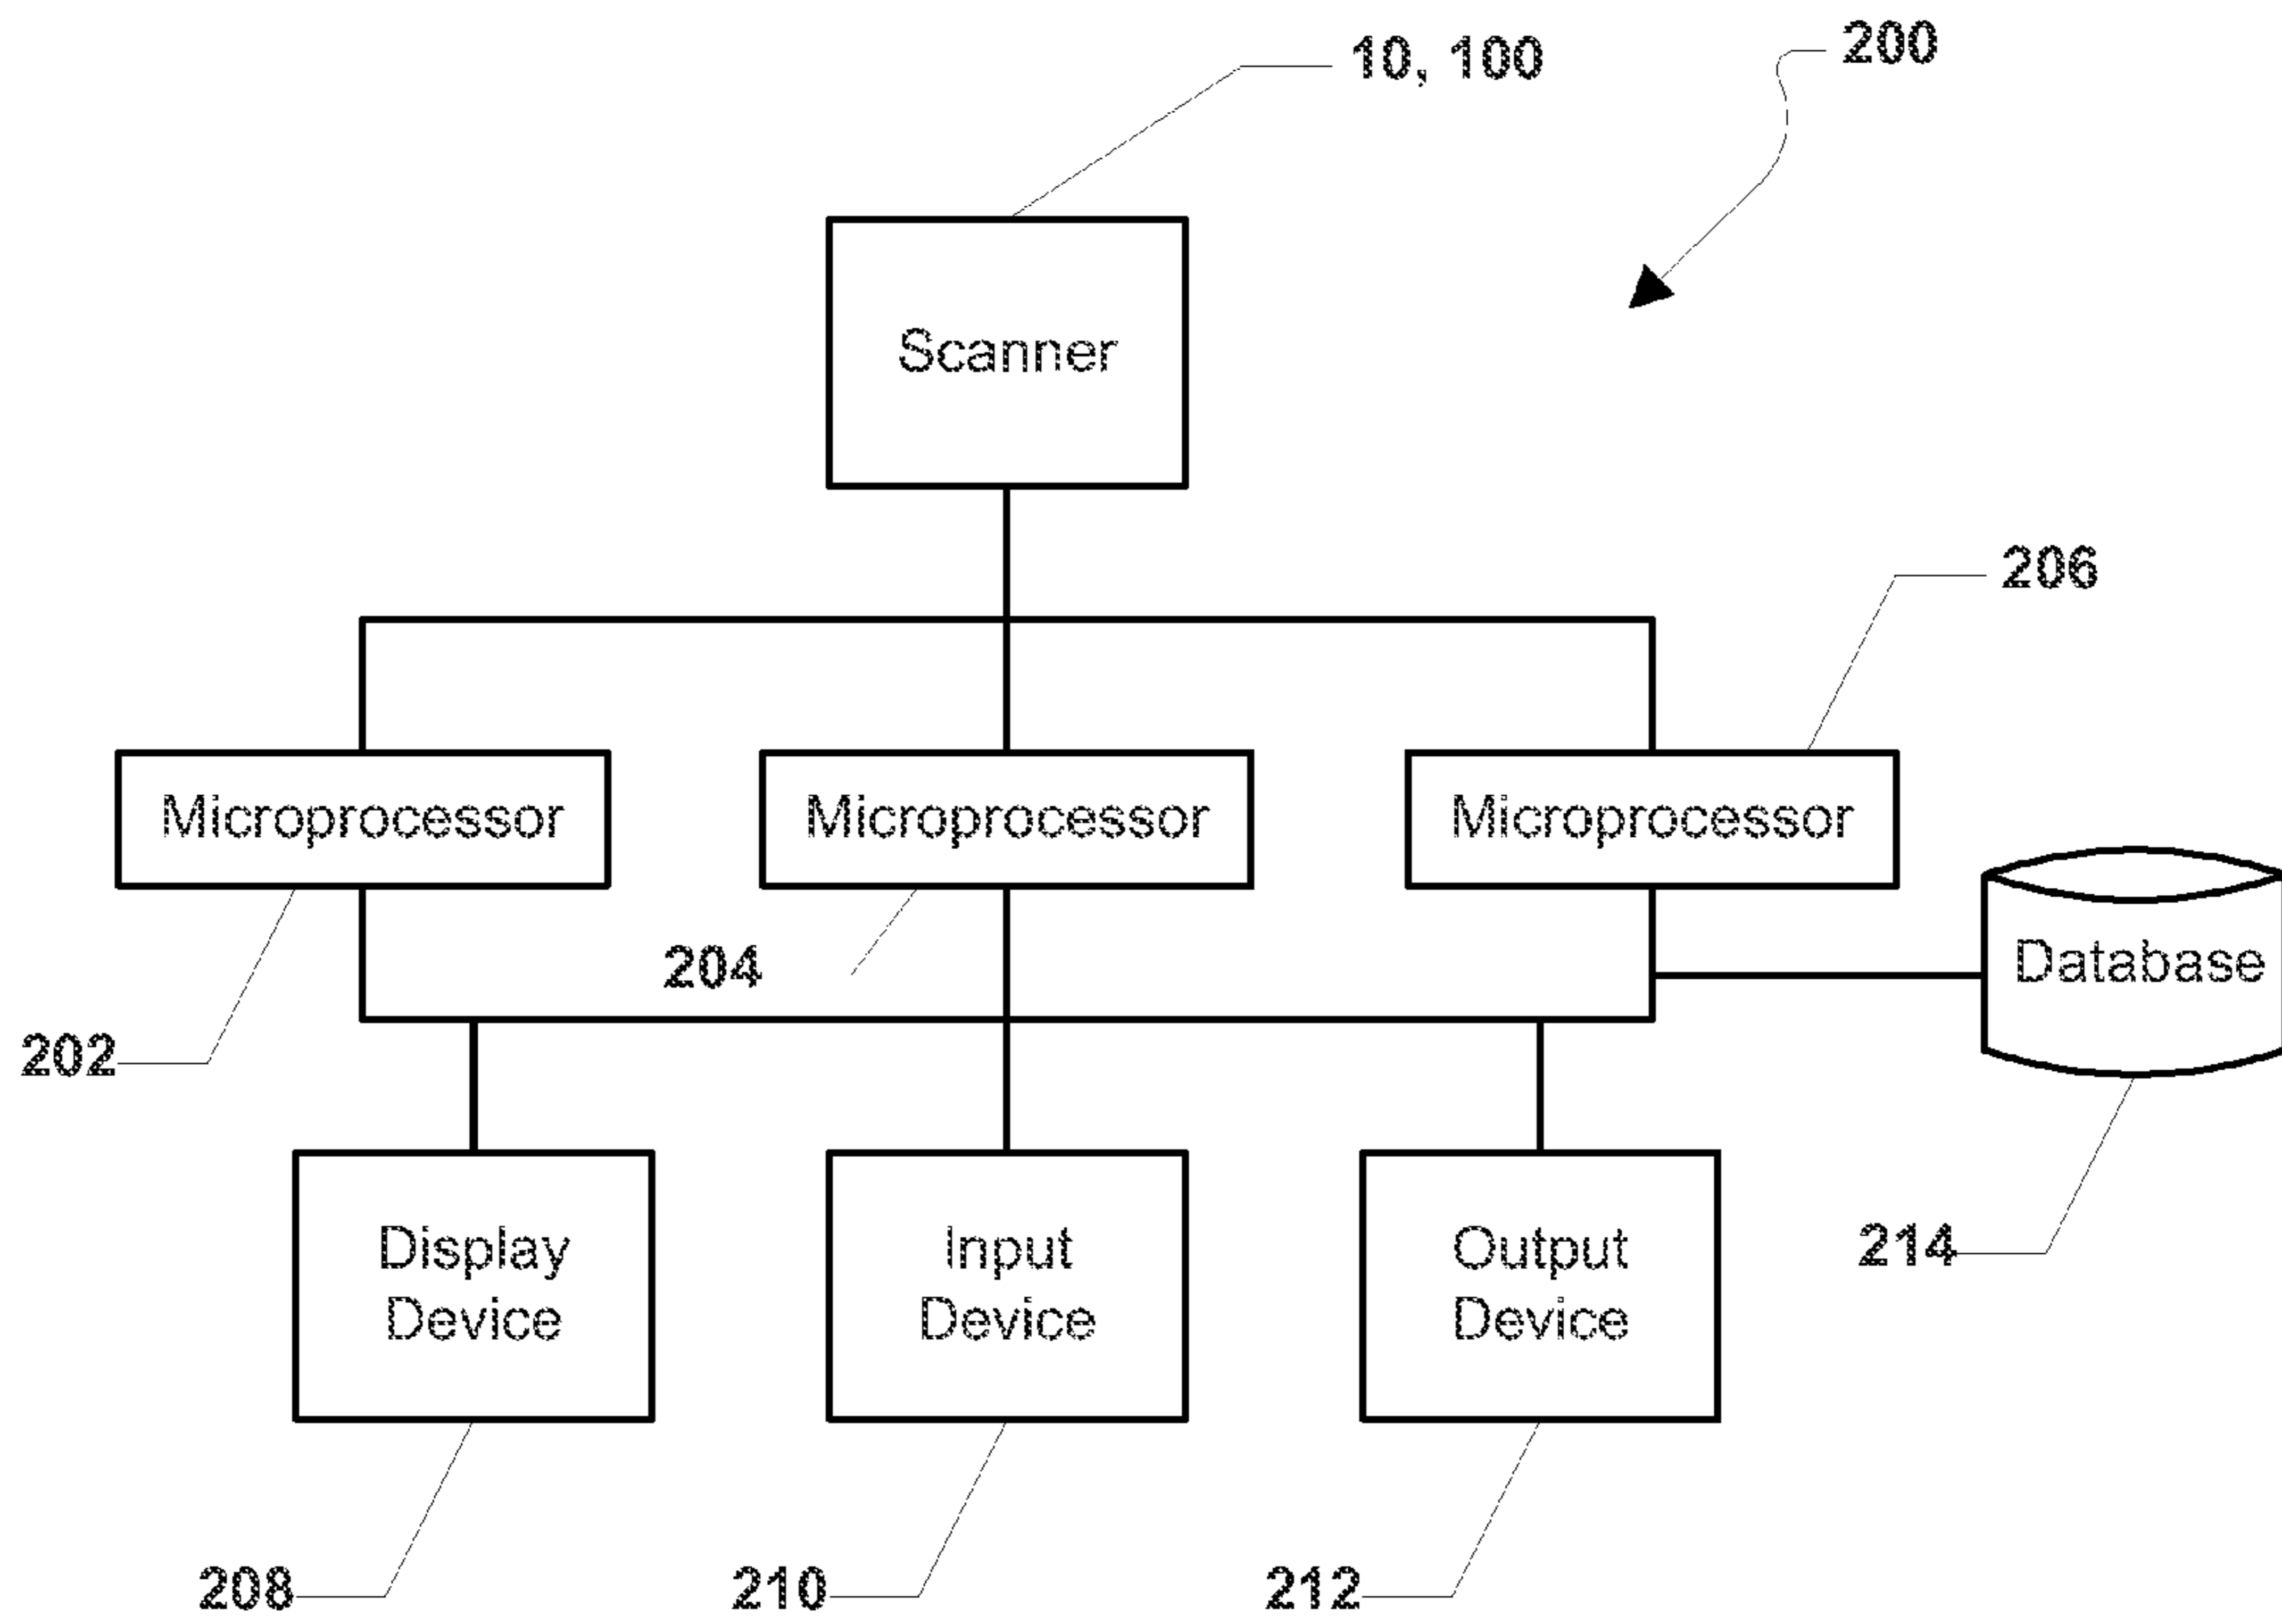 10, 100
200
Scanner
206
Microprocessor
Microprocessor
Microprocessor
204
Database
202
Display
Device
Input
Device
Output
Device
214
208
210
212